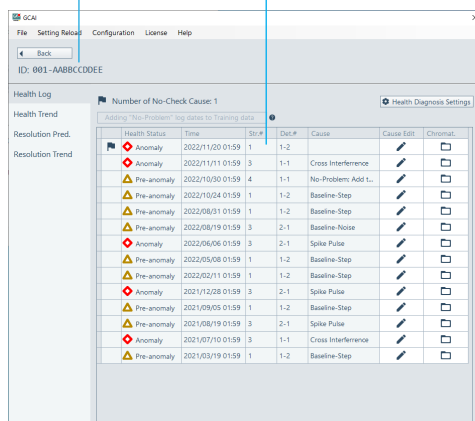 GCAI
File Setting Reload Configuration License Help
Back
ID: 001-AABBCCDDEE
Health Log
Health Trend
Resolution Pred.
Resolution Trend
Number of No-Check Cause: 1
Health Diagnosis Settings
Adding "No-Problem" log dates to Training data
Health Status Time Str.# Det.# Cause Cause Edit Chromat.
Anomaly 2022/11/20 01:59 1 1-2
Anomaly 2022/11/11 01:59 3 1-1 Cross Interferrence
Pre-anomaly 2022/10/30 01:59 4 1-1 No-Problem: Add t...
Pre-anomaly 2022/10/24 01:59 1 1-2 Baseline-Step
Pre-anomaly 2022/08/31 01:59 1 1-2 Baseline-Step
Pre-anomaly 2022/08/19 01:59 3 2-1 Baseline-Noise
Anomaly 2022/06/06 01:59 3 2-1 Spike Pulse
Pre-anomaly 2022/05/08 01:59 1 1-2 Baseline-Step
Pre-anomaly 2022/02/11 01:59 1 1-2 Baseline-Step
Anomaly 2021/12/28 01:59 3 2-1 Spike Pulse
Pre-anomaly 2021/09/05 01:59 1 1-2 Baseline-Step
Pre-anomaly 2021/08/19 01:59 3 2-1 Spike Pulse
Anomaly 2021/07/10 01:59 3 1-1 Cross Interferrence
Pre-anomaly 2021/03/19 01:59 1 1-2 Baseline-Step